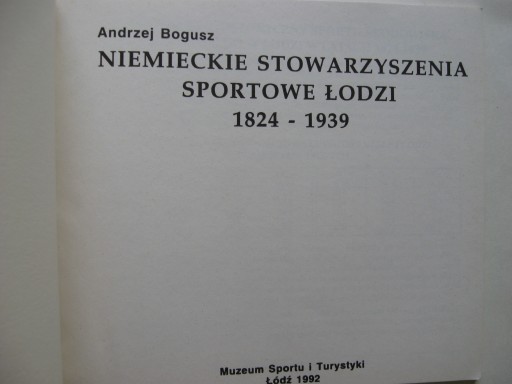 Andrzej Bogusz
NIEMIECKIE STOWARZYSZENIA
SPORTOWE ŁODZI
1824 - 1939
Muzeum Sportu i Turystyki
Łódź 1992